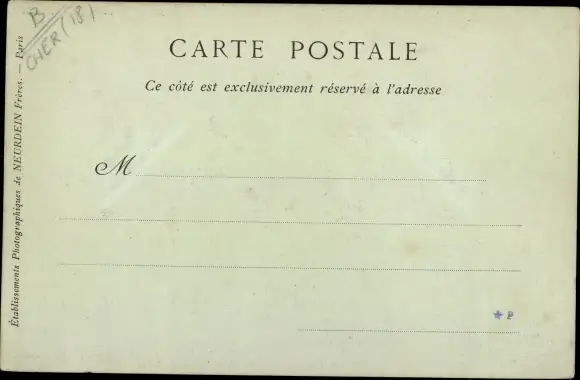 B
CHER (18)
CARTE POSTALE
Ce côté est exclusivement réservé à l'adresse
M
P
Établissements Photographiques de NEURDEIN Frères. — Paris